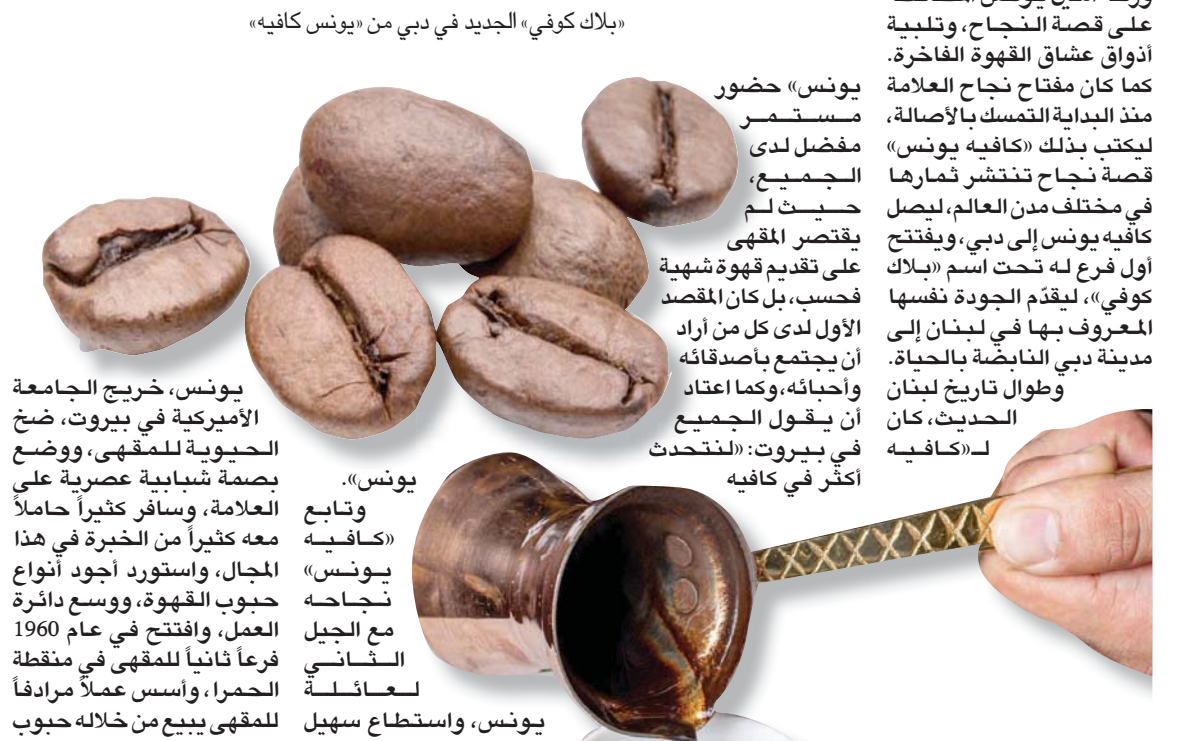 «بلاك كوفي» الجديد في دبي من «يونس كافيه»
على قصة النجاح، وتلبية
أذواق عشاق القهوة الفاخرة.
كما كان مفتاح نجاح العلامة
منذ البداية التمسك بالأصالة،
ليكتب بذلك «كافيه يونس»
قصة نجاح تنتشر ثمارها
في مختلف مدن العالم، ليصل
كافيه يونس إلى دبي، ويفتتح
أول فرع له تحت اسم «بلاك
كوفي»، ليقدّم الجودة نفسها
المعروف بها في لبنان إلى
مدينة دبي النابضة بالحياة.
وطوال تاريخ لبنان
الحديث، كان
لـ«كافيه
يونس» حضور
مستمر
مفضل لدى
الجميع،
حيث لم
يقتصر المقهى
على تقديم قهوة شهية
فحسب، بل كان المقصد
الأول لدى كل من أراد
أن يجتمع بأصدقائه
وأحبائه، وكما اعتاد
أن يقول الجميع
في بيروت: «لنتحدث
أكثر في كافيه
يونس».
وتابع
«كافيه
يونس»
نجاحه
مع الجيل
الثاني
لعائلة
يونس، واستطاع سهيل
يونس، خريج الجامعة
الأميركية في بيروت، ضخ
الحيوية للمقهى، ووضع
بصمة شبابية عصرية على
العلامة، وسافر كثيراً حاملاً
معه كثيراً من الخبرة في هذا
المجال، واستورد أجود أنواع
حبوب القهوة، ووسع دائرة
العمل، وافتتح في عام 1960
فرعاً ثانياً للمقهى في منقطة
الحمرا، وأسس عملاً مرادفاً
للمقهى يبيع من خلاله حبوب